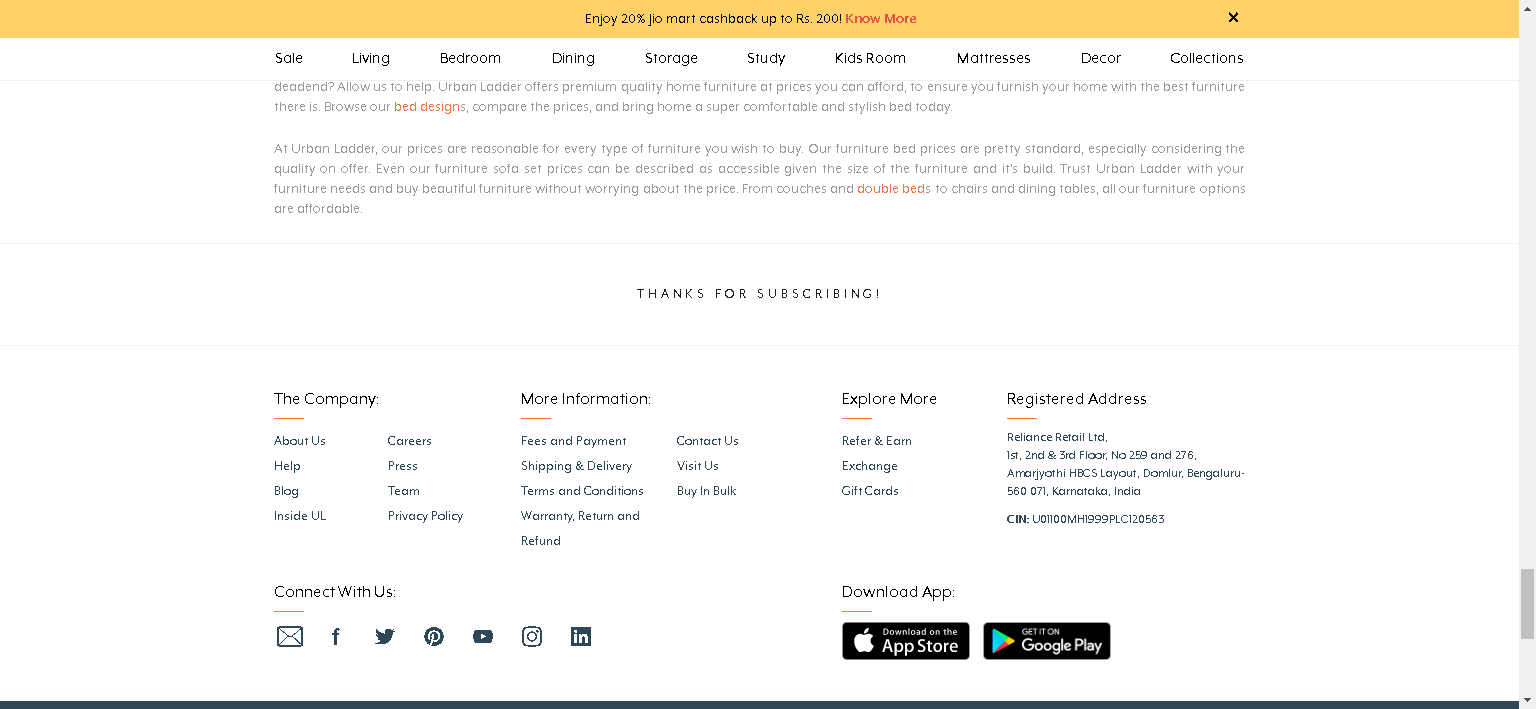 Enjoy 20% Jio mart cashback up to Rs. 200! Know More
Sale Living Bedroom Dining Storage Study Kids Room Mattresses Decor Collections
deadend? Allow us to help. Urban Ladder offers premium quality home furniture at prices you can afford, to ensure you furnish your home with the best furniture
there is. Browse our bed designs, compare the prices, and bring home a super comfortable and stylish bed today.
At Urban Ladder, our prices are reasonable for every type of furniture you wish to buy. Our furniture bed prices are pretty standard, especially considering the
quality on offer. Even our furniture sofa set prices can be described as accessible given the size of the furniture and it's build. Trust Urban Ladder with your
furniture needs and buy beautiful furniture without worrying about the price. From couches and double beds to chairs and dining tables, all our furniture options
are affordable.
THANKS FOR SUBSCRIBING!
The Company:
About Us
Help
Blog
Inside UL
Careers
Press
Team
Privacy Policy
More Information:
Fees and Payment
Shipping & Delivery
Terms and Conditions
Warranty, Return and
Refund
Contact Us
Visit Us
Buy In Bulk
Explore More
Refer & Earn
Exchange
Gift Cards
Registered Address
Reliance Retail Ltd,
1st, 2nd & 3rd Floor, No 259 and 276,
Amarjyothi HBCS Layout, Domlur, Bengaluru-
560 071, Karnataka, India
CIN: U01100MH1999PLC120563
Connect With Us:
Download App:
Download on the
App Store
GET IT ON
Google Play